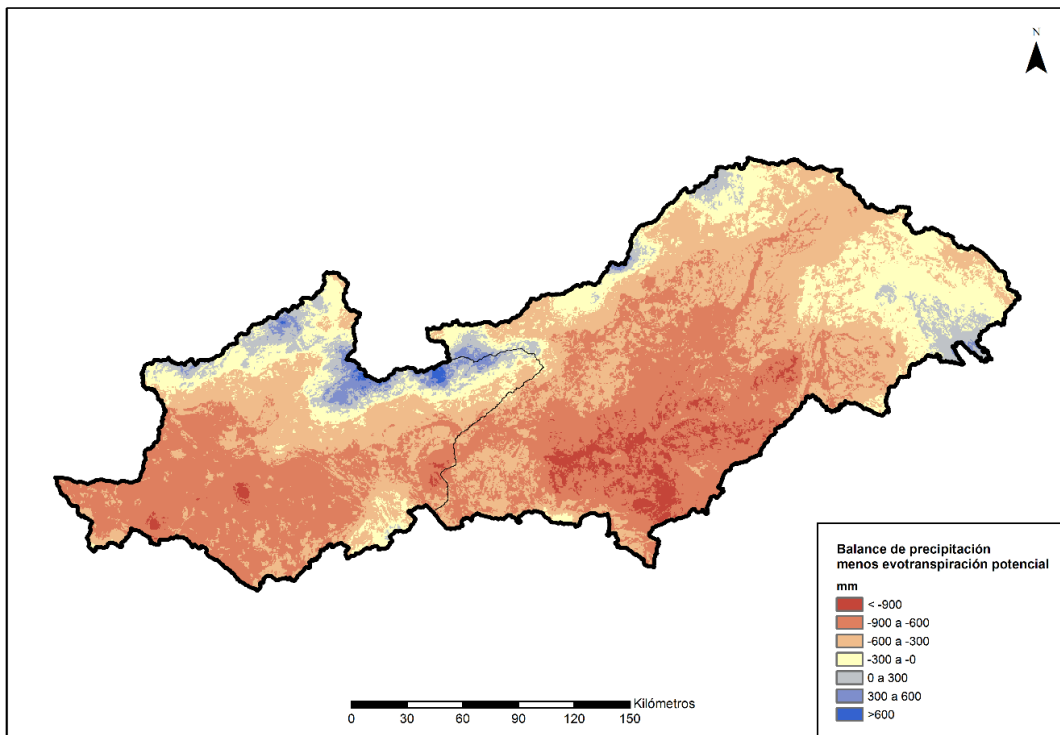 N
Balance de precipitación
menos evotranspiración potencial
mm
< -900
-900 a -600
-600 a -300
-300 a -0
0 a 300
300 a 600
>600
Kilómetros
0 30 60 90 120 150